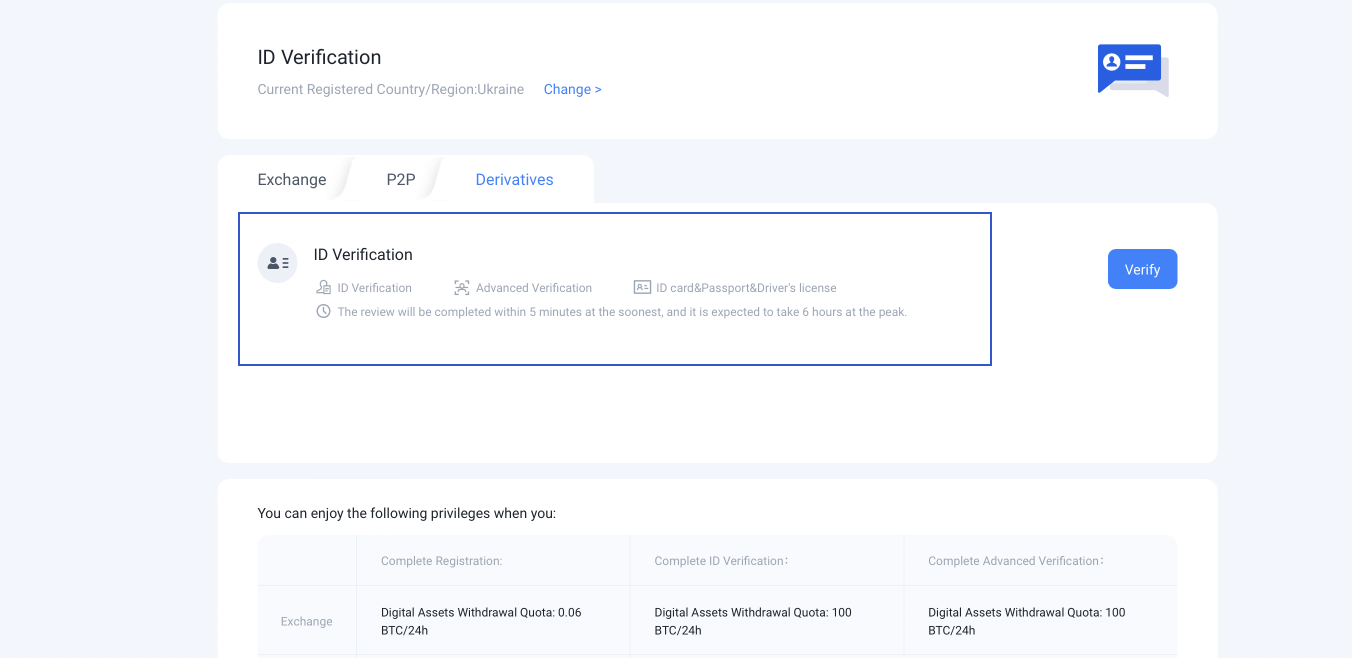 ID Verification
Current Registered Country/Region:Ukraine Change >
Exchange P2P Derivatives
ID Verification
ID Verification Advanced Verification ID card&Passport&Driver's license
The review will be completed within 5 minutes at the soonest, and it is expected to take 6 hours at the peak.
Verify
You can enjoy the following privileges when you:
Complete Registration: Complete ID Verification： Complete Advanced Verification：
Exchange
Digital Assets Withdrawal Quota: 0.06
BTC/24h
Digital Assets Withdrawal Quota: 100
BTC/24h
Digital Assets Withdrawal Quota: 100
BTC/24h